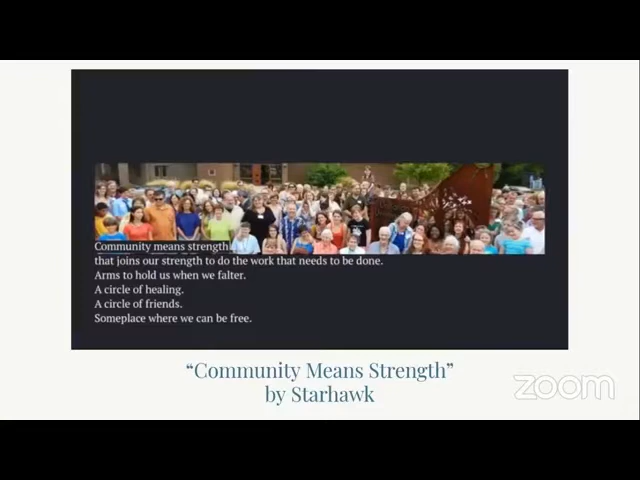 Community means strength
that joins our strength to do the work that needs to be done.
Arms to hold us when we falter.
A circle of healing.
A circle of friends.
Someplace where we can be free.
“Community Means Strength”
by Starhawk
zoom